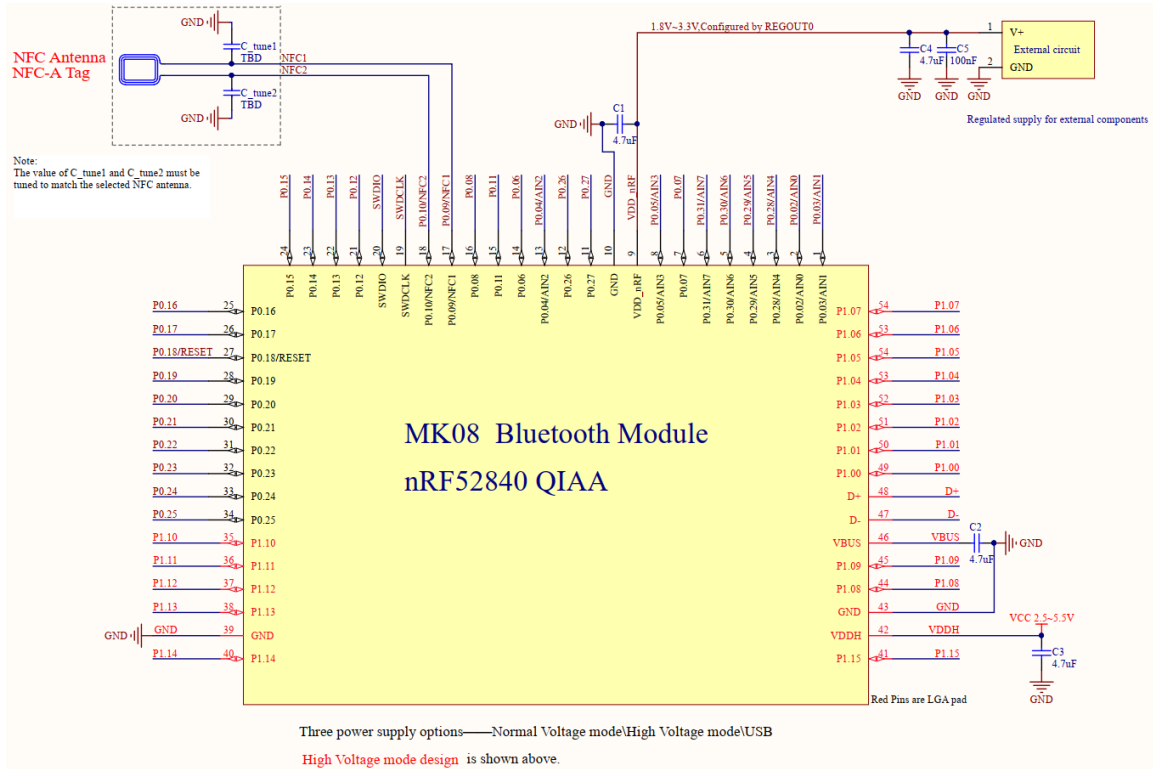 GND
C_tune1
TBD
NFC Antenna
NFC-A Tag
NFC1
NFC2
C_tune2
TBD
GND
Note:
The value of C_tune1 and C_tune2 must be
tuned to match the selected NFC antenna.
1.8V~3.3V,Configured by REGOUT0
C4
4.7uF
C5
100nF
GND
GND
GND
1
V+
External circuit
2
GND
Regulated supply for external components
C1
GND
4.7uF
P0.15
P0.14
P0.13
P0.12
SWDIO
SWDCLK
P0.10/NFC2
P0.09/NFC1
P0.08
P0.11
P0.06
P0.04/AIN2
P0.26
P0.27
GND
VDD_nRF
P0.05/AIN3
P0.07
P0.31/AIN7
P0.30/AIN6
P0.29/AIN5
P0.28/AIN4
P0.02/AIN0
P0.03/AIN1
24
23
22
21
20
19
18
17
16
15
14
13
12
11
10
9
8
7
6
5
4
3
2
1
P0.15
P0.14
P0.13
P0.12
SWDIO
SWDCLK
P0.10/NFC2
P0.09/NFC1
P0.08
P0.11
P0.06
P0.04/AIN2
P0.26
P0.27
GND
VDD_nRF
P0.05/AIN3
P0.07
P0.31/AIN7
P0.30/AIN6
P0.29/AIN5
P0.28/AIN4
P0.02/AIN0
P0.03/AIN1
P0.16 25 P0.16
P0.17 26 P0.17
P0.18/RESET 27 P0.18/RESET
P0.19 28 P0.19
P0.20 29 P0.20
P0.21 30 P0.21
P0.22 31 P0.22
P0.23 32 P0.23
P0.24 33 P0.24
P0.25 34 P0.25
P1.10 35 P1.10
P1.11 36 P1.11
P1.12 37 P1.12
P1.13 38 P1.13
GND GND 39 GND
P1.14 40 P1.14
MK08 Bluetooth Module
nRF52840 QIAA
P1.07 54 P1.07
P1.06 53 P1.06
P1.05 54 P1.05
P1.04 53 P1.04
P1.03 52 P1.03
P1.02 51 P1.02
P1.01 50 P1.01
P1.00 49 P1.00
D+ 48 D+
D- 47 D-
VBUS 46 VBUS
C2
4.7uF
GND
P1.09 45 P1.09
P1.08 44 P1.08
GND 43 GND
VCC 2.5~5.5V
VDDH 42 VDDH
P1.15 41 P1.15
C3
4.7uF
GND
Red Pins are LGA pad
Three power supply options——Normal Voltage mode\High Voltage mode\USB
High Voltage mode design is shown above.